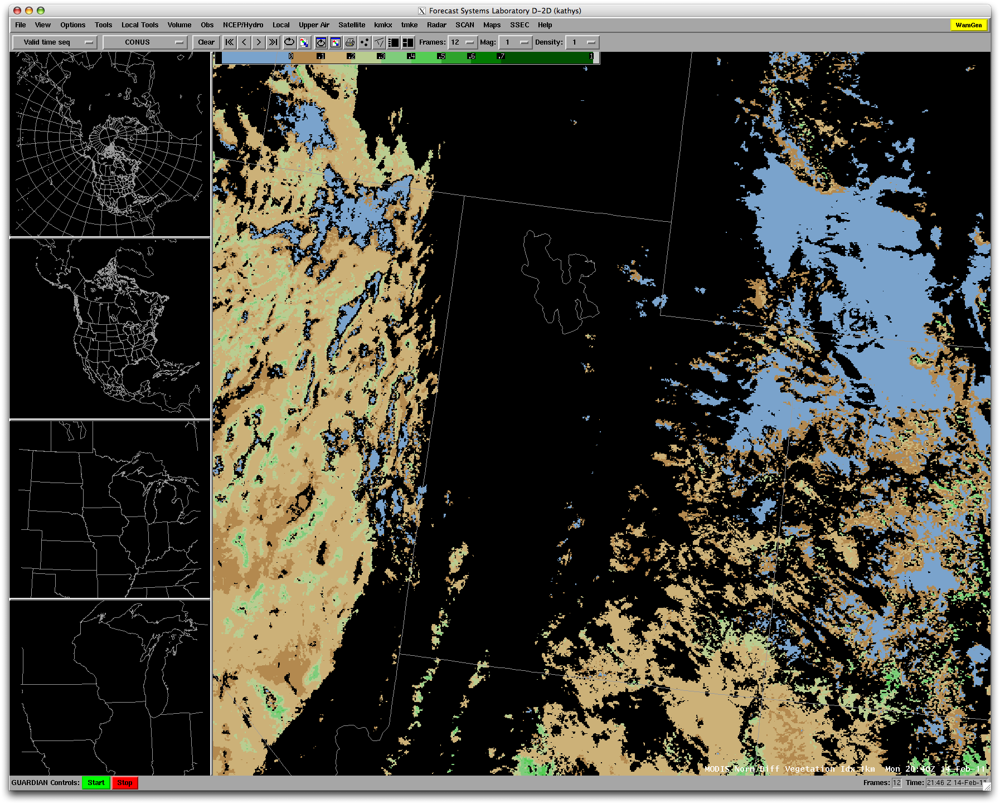 X Forecast Systems Laboratory D-2D (kathys)
File View Options Tools Local Tools Volume Obs NCEP/Hydro Local Upper Air Satellite kmkx tmke Radar SCAN Maps SSEC Help WarnGen
Valid time seq CONUS Clear Frames: 12 Mag: 1 Density: 1
0 .1 .2 .3 .4 .5 .6 .7 1
MODIS Norm Diff Vegetation Idx 1km Mon 20:46Z 14-Feb-11
GUARDIAN Controls: Start Stop Frames: 12 Time: 21:46 Z 14-Feb-11